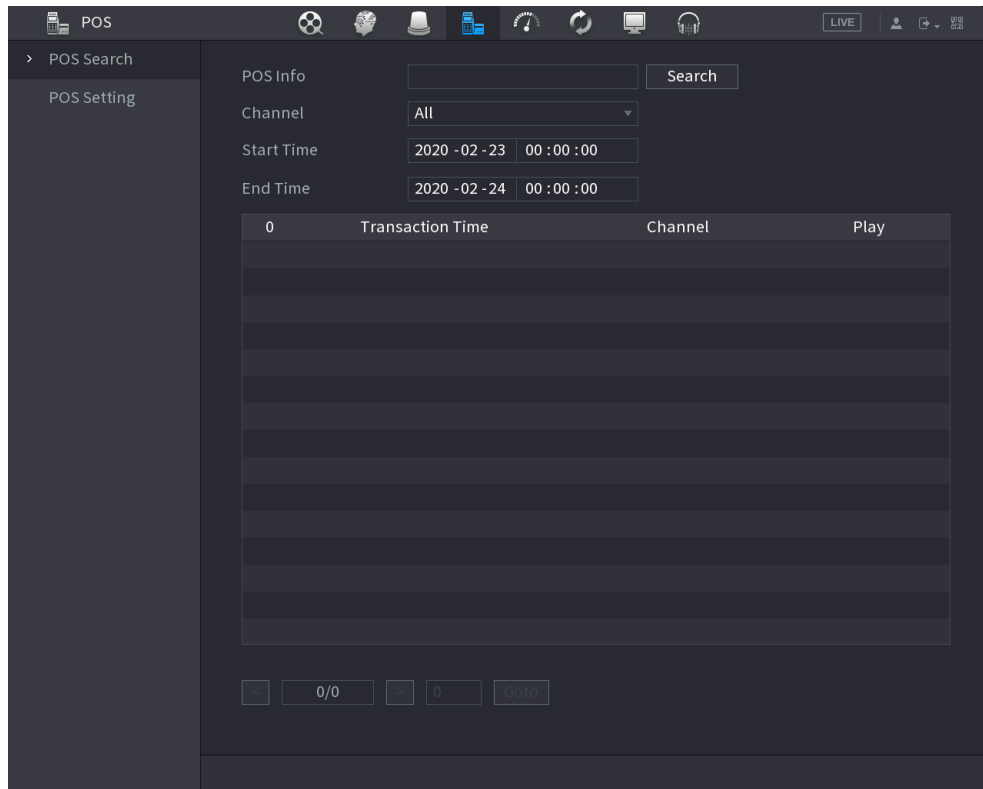 POS
LIVE
POS Search
POS Setting
POS Info
Search
Channel
All
Start Time
2020 -02 -23 00 :00 :00
End Time
2020 -02 -24 00 :00 :00
0 Transaction Time Channel Play
< 0/0 > 0 Goto